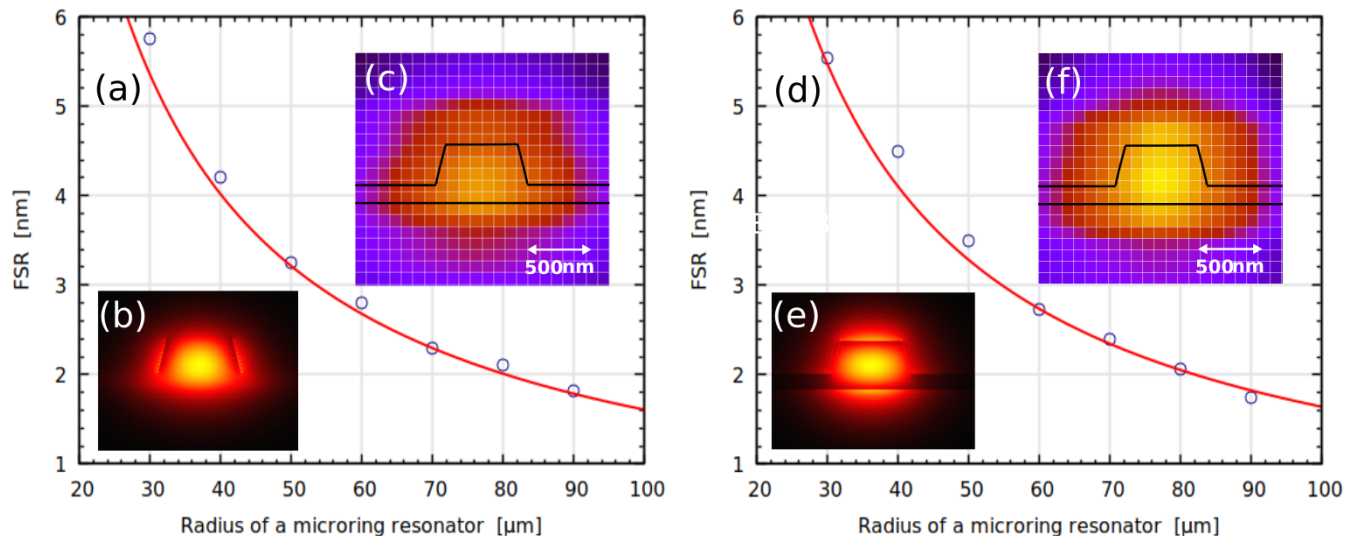 6
5
4
3
2
1
FSR [nm]
20 30 40 50 60 70 80 90 100
Radius of a microring resonator [μm]
(a)
(b)
(c)
500nm
6
5
4
3
2
1
FSR [nm]
20 30 40 50 60 70 80 90 100
Radius of a microring resonator [μm]
(d)
(e)
(f)
500nm